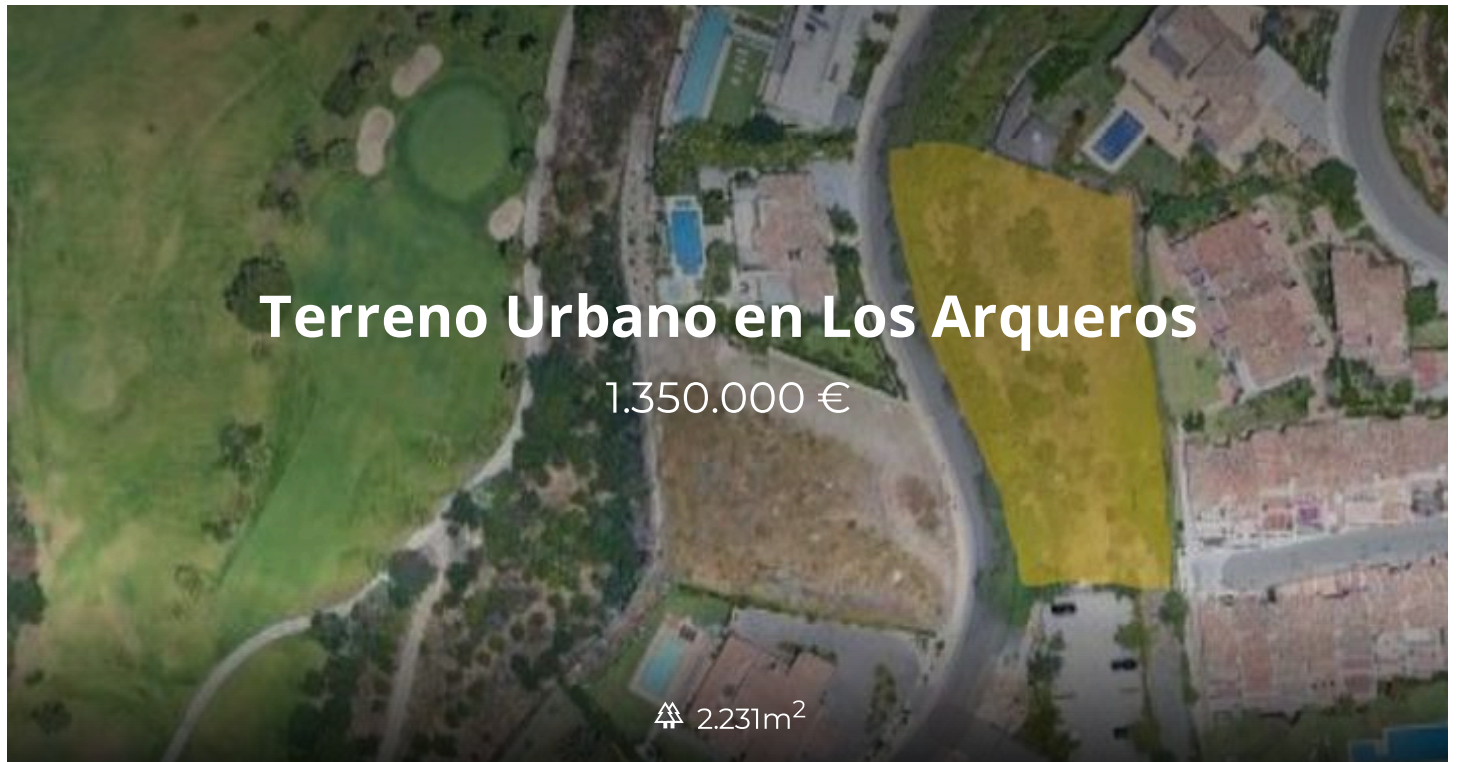 Terreno Urbano en Los Arqueros
1.350.000 €
2.231m²